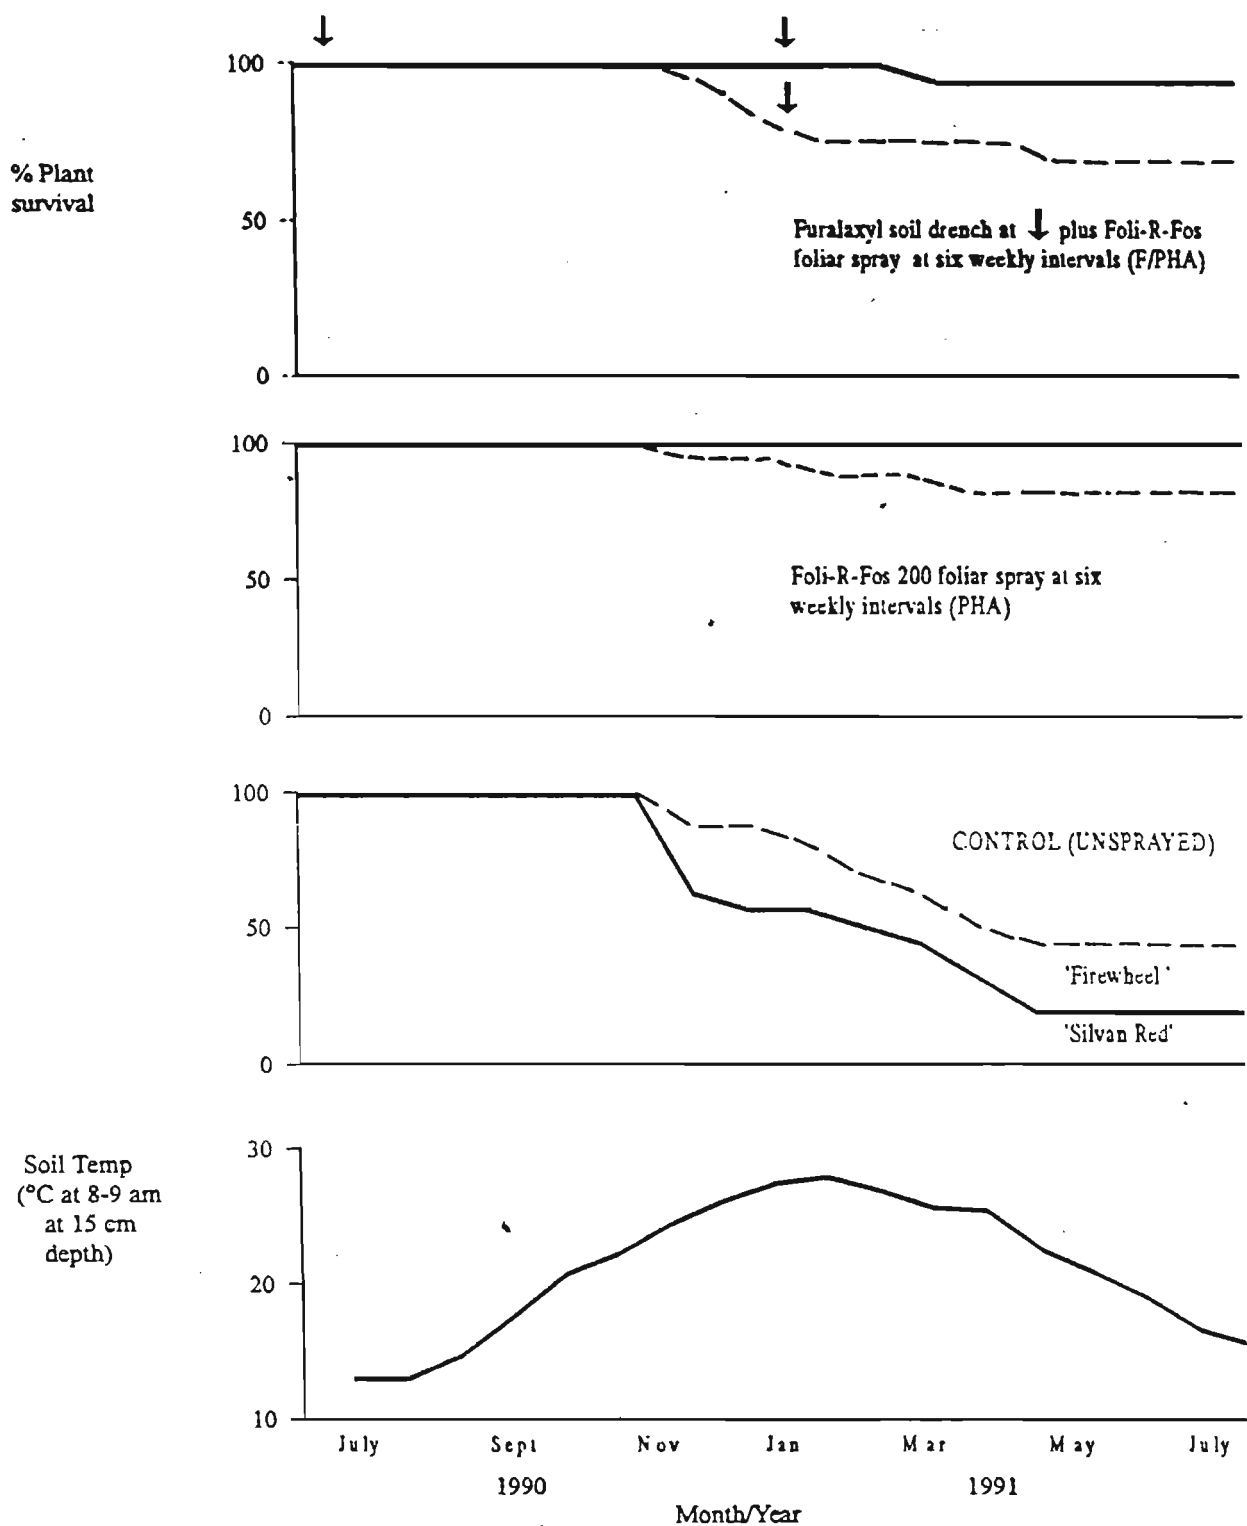 100
% Plant
survival
50
Furalaxyl soil drench at ↓ plus Foli-R-Fos
foliar spray at six weekly intervals (F/PHA)
0
100
50
Foli-R-Fos 200 foliar spray at six
weekly intervals (PHA)
0
100
CONTROL (UNSPRAYED)
50
'Firewheel'
'Silvan Red'
0
30
Soil Temp
(°C at 8-9 am
at 15 cm
depth)
20
10
July Sept Nov Jan Mar May July
1990 1991
Month/Year